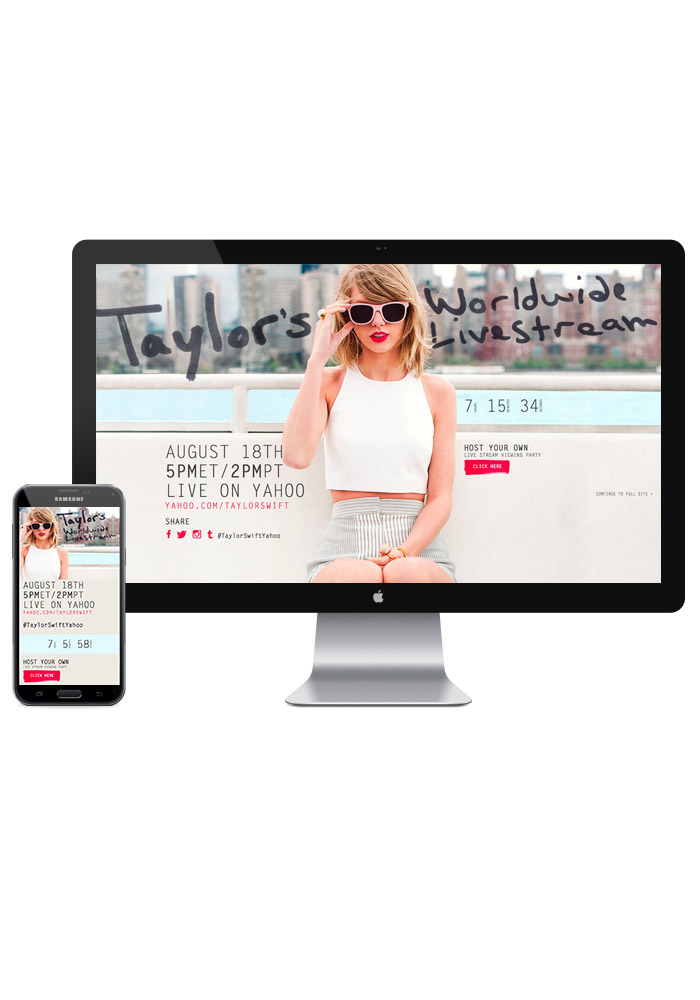 Taylor's
Worldwide
Livestream
7 15 34
AUGUST 18TH
5PMET/2PMPT
LIVE ON YAHOO
YAHOO.COM/TAYLORSWIFT
SHARE
#TaylorSwiftYahoo
HOST YOUR OWN
LIVE STREAM VIEWING PARTY
CLICK HERE
CONTINUE TO FULL SITE >
SAMSUNG
Taylor's
Worldwide
Livestream
AUGUST 18TH
5PMET/2PMPT
LIVE ON YAHOO
YAHOO.COM/TAYLORSWIFT
#TaylorSwiftYahoo
7 5 58
HOST YOUR OWN
LIVE STREAM VIEWING PARTY
CLICK HERE